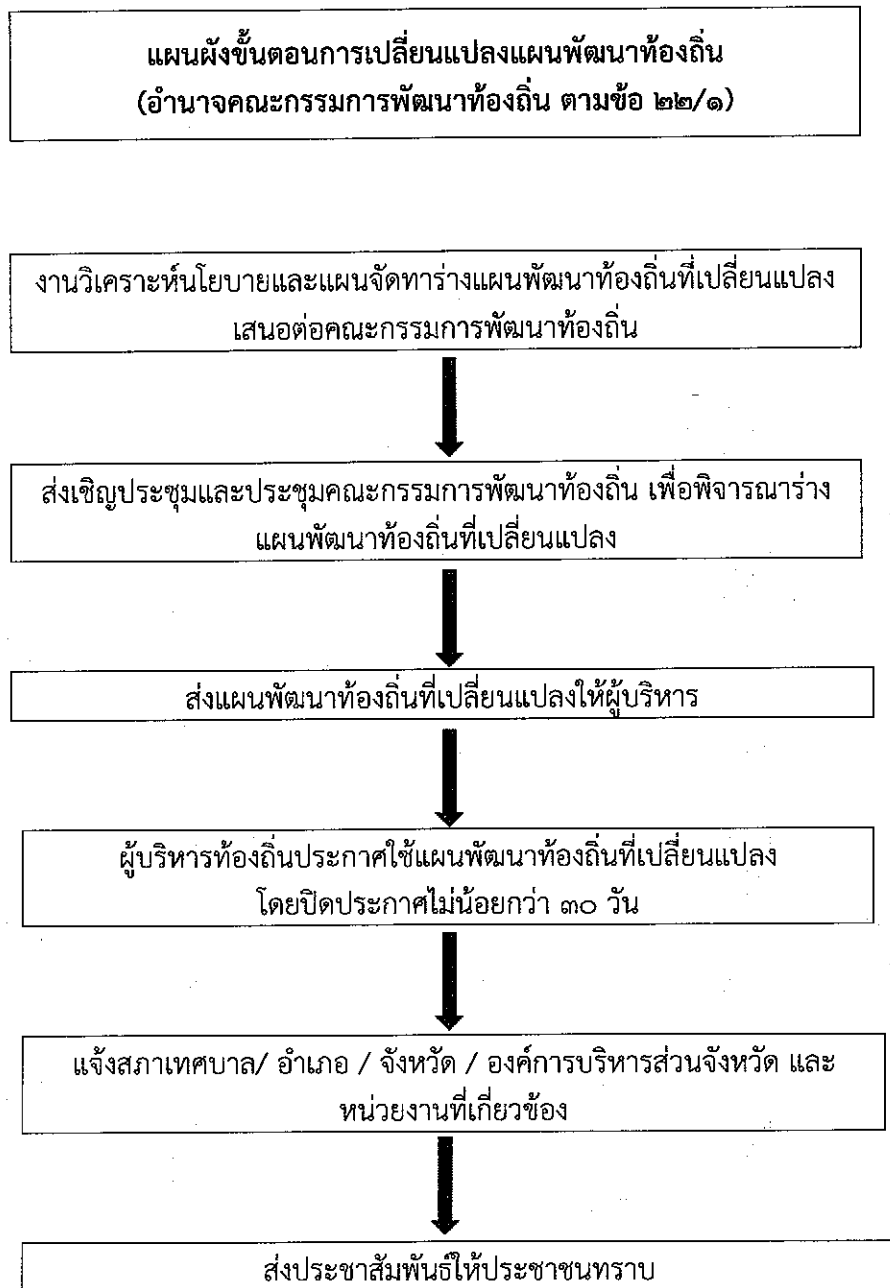 แผนผังขั้นตอนการเปลี่ยนแปลงแผนพัฒนาท้องถิ่น
(อำนาจคณะกรรมการพัฒนาท้องถิ่น ตามข้อ ๒๒/๑)
งานวิเคราะห์นโยบายและแผนจัดทาร่างแผนพัฒนาท้องถิ่นที่เปลี่ยนแปลง
เสนอต่อคณะกรรมการพัฒนาท้องถิ่น
ส่งเชิญประชุมและประชุมคณะกรรมการพัฒนาท้องถิ่น เพื่อพิจารณาร่าง
แผนพัฒนาท้องถิ่นที่เปลี่ยนแปลง
ส่งแผนพัฒนาท้องถิ่นที่เปลี่ยนแปลงให้ผู้บริหาร
ผู้บริหารท้องถิ่นประกาศใช้แผนพัฒนาท้องถิ่นที่เปลี่ยนแปลง
โดยปิดประกาศไม่น้อยกว่า ๓๐ วัน
แจ้งสภาเทศบาล/ อำเภอ / จังหวัด / องค์การบริหารส่วนจังหวัด และ
หน่วยงานที่เกี่ยวข้อง
ส่งประชาสัมพันธ์ให้ประชาชนทราบ